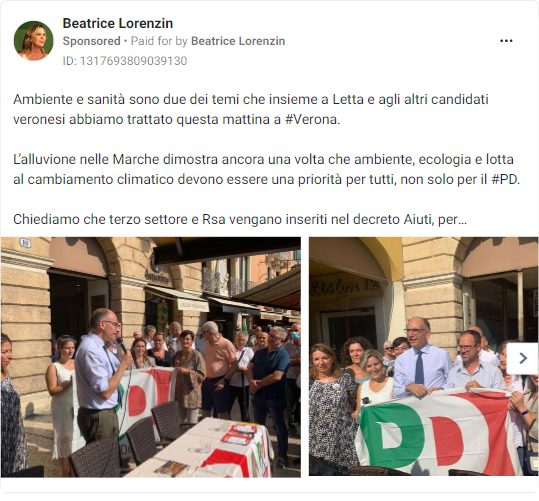 Beatrice Lorenzin
Sponsored • Paid for by Beatrice Lorenzin
ID: 1317693809039130
Ambiente e sanità sono due dei temi che insieme a Letta e agli altri candidati
veronesi abbiamo trattato questa mattina a #Verona.
L'alluvione nelle Marche dimostra ancora una volta che ambiente, ecologia e lotta
al cambiamento climatico devono essere una priorità per tutti, non solo per il #PD.
Chiediamo che terzo settore e Rsa vengano inseriti nel decreto Aiuti, per…
PD
PD